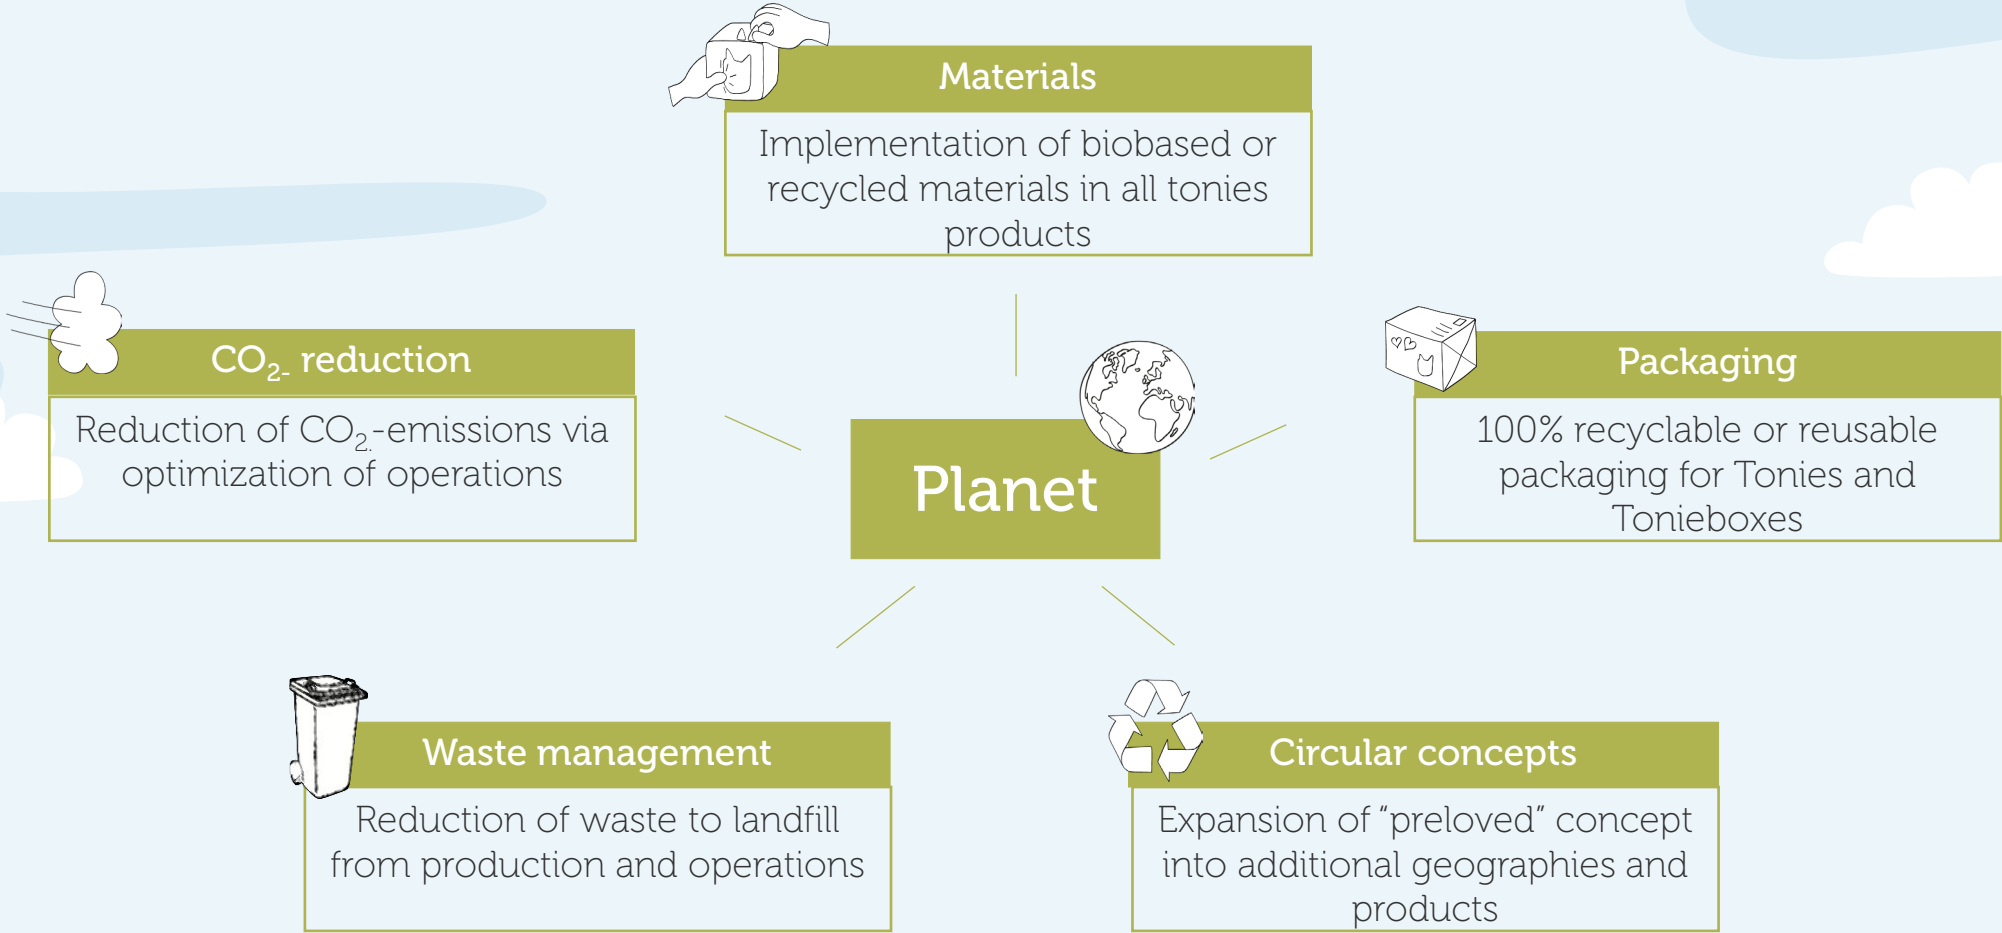 Materials
Implementation of biobased or
recycled materials in all tonies
products
CO₂- reduction
Reduction of CO₂-emissions via
optimization of operations
Packaging
100% recyclable or reusable
packaging for Tonies and
Tonieboxes
Planet
Waste management
Reduction of waste to landfill
from production and operations
Circular concepts
Expansion of “preloved” concept
into additional geographies and
products